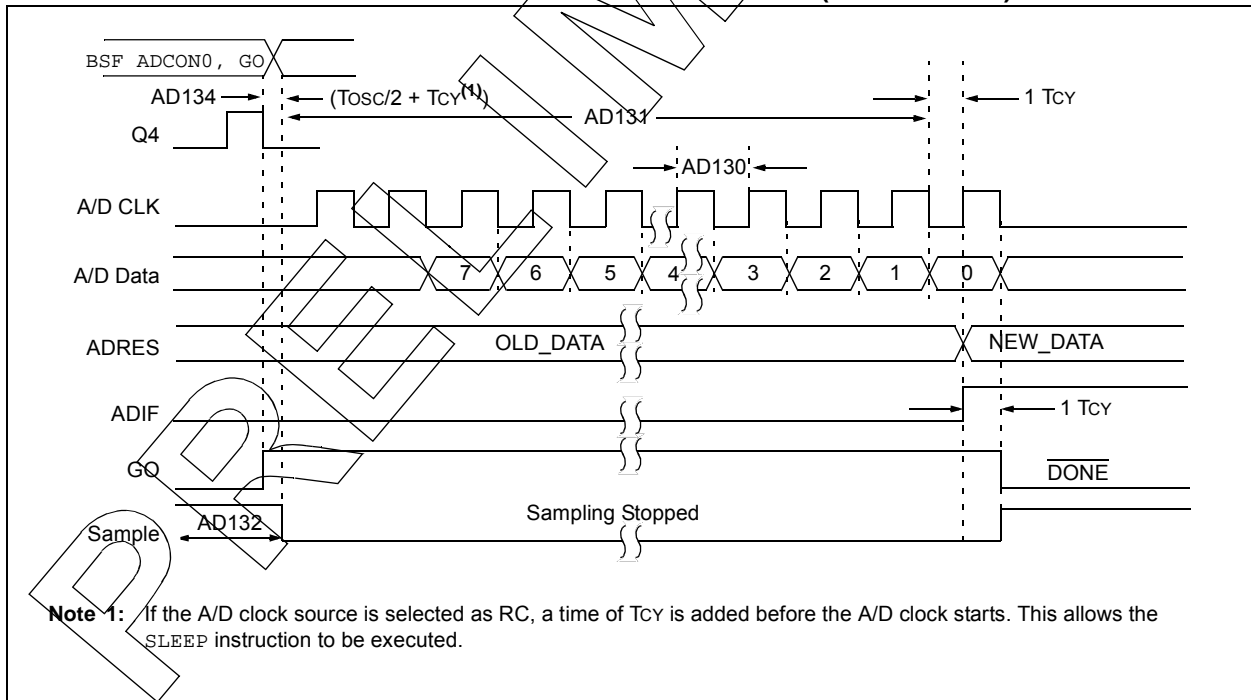 BSF ADCON0, GO
AD134
(TOSC/2 + TCY(1))
1 TCY
AD131
Q4
AD130
A/D CLK
A/D Data
7 6 5 4 3 2 1 0
ADRES
OLD_DATA
NEW_DATA
ADIF
1 TCY
GO
DONE
Sample
AD132
Sampling Stopped
Note 1: If the A/D clock source is selected as RC, a time of TCY is added before the A/D clock starts. This allows the
SLEEP instruction to be executed.
PRELIM